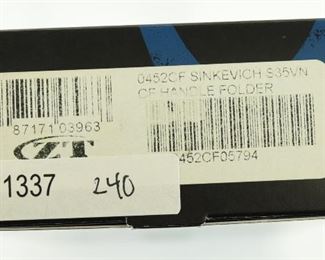 0452CF SINKEVICH S35VN
CF HANDLE FOLDER
87171 03963
ZT
0452CF05794
1337 240